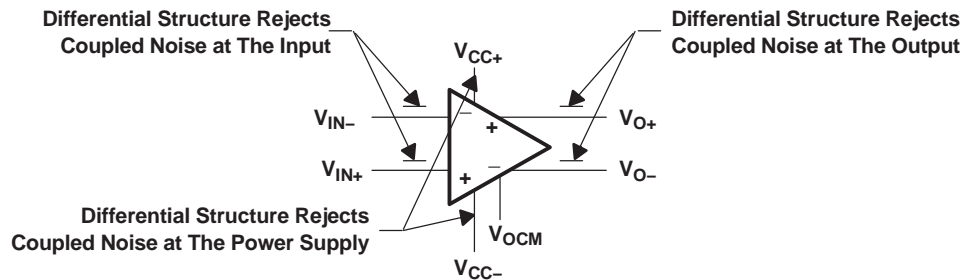 Differential Structure Rejects
Coupled Noise at The Input
Differential Structure Rejects
Coupled Noise at The Output
VCC+
VIN–
–
+
VO+
VIN+
+
–
VO–
Differential Structure Rejects
Coupled Noise at The Power Supply
VOCM
VCC–